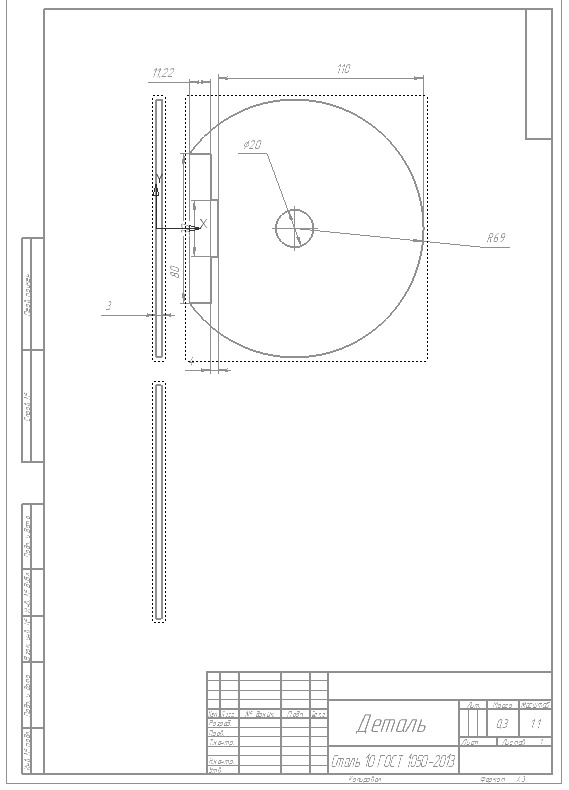 11,22
110
Y
⌀20
X
R69
80
3
4
Перв. примен.
Справ. №
Подп. и дата
Инв. № дубл.
Взам. инв. №
Подп. и дата
Инв. № подл.
Изм. Лист № докум. Подп. Дата
Разраб.
Пров.
Т.контр.
Н.контр.
Утв.
Деталь
Лит. Масса Масштаб
0,3 1:1
Лист Листов 1
Сталь 10 ГОСТ 1050-2013
Копировал Формат A3